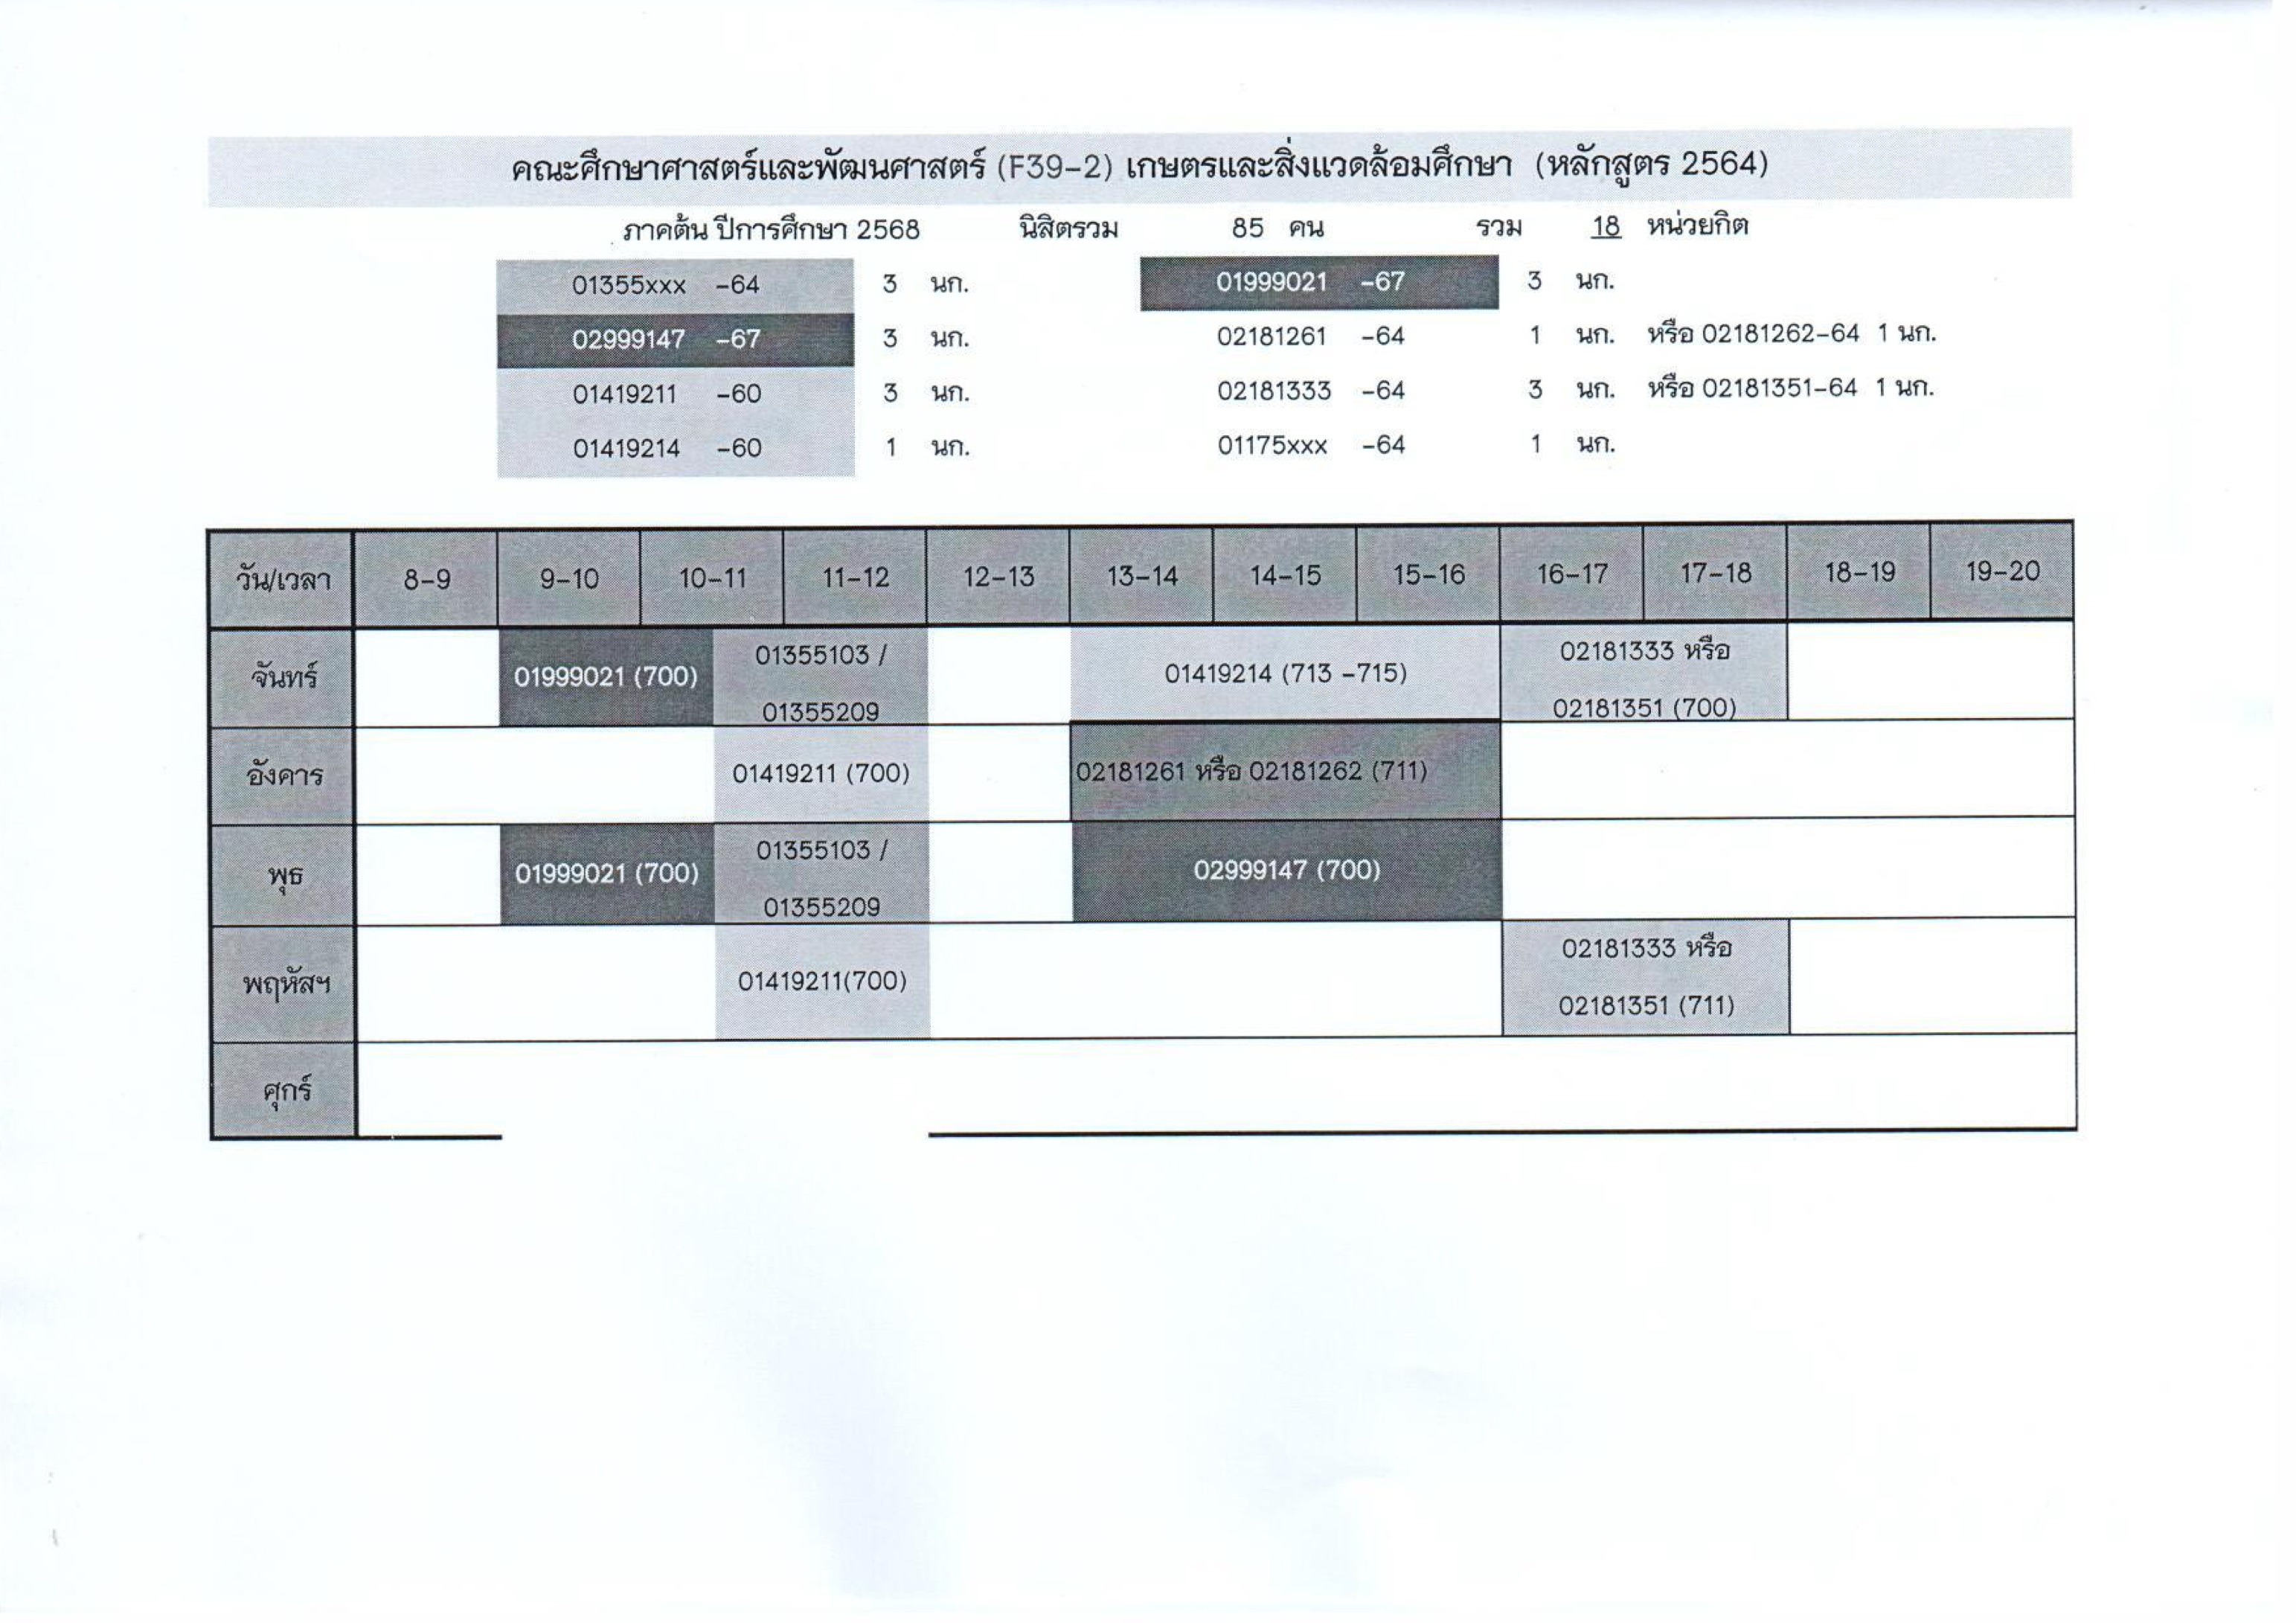 คณะศึกษาศาสตร์และพัฒนศาสตร์ (F39-2) เกษตรและสิ่งแวดล้อมศึกษา (หลักสูตร 2564)
ภาคต้น ปีการศึกษา 2568 นิสิตรวม 85 คน รวม 18 หน่วยกิต
01355xxx -64 3 นก. 01999021 -67 3 นก.
02999147 -67 3 นก. 02181261 -64 1 นก. หรือ 02181262-64 1 นก.
01419211 -60 3 นก. 02181333 -64 3 นก. หรือ 02181351-64 1 นก.
01419214 -60 1 นก. 01175xxx -64 1 นก.
วัน/เวลา 8-9 9-10 10-11 11-12 12-13 13-14 14-15 15-16 16-17 17-18 18-19 19-20
จันทร์ 01999021 (700) 01355103 / 01355209 01419214 (713 -715) 02181333 หรือ 02181351 (700)
อังคาร 01419211 (700) 02181261 หรือ 02181262 (711)
พุธ 01999021 (700) 01355103 / 01355209 02999147 (700)
พฤหัสฯ 01419211(700) 02181333 หรือ 02181351 (711)
ศุกร์